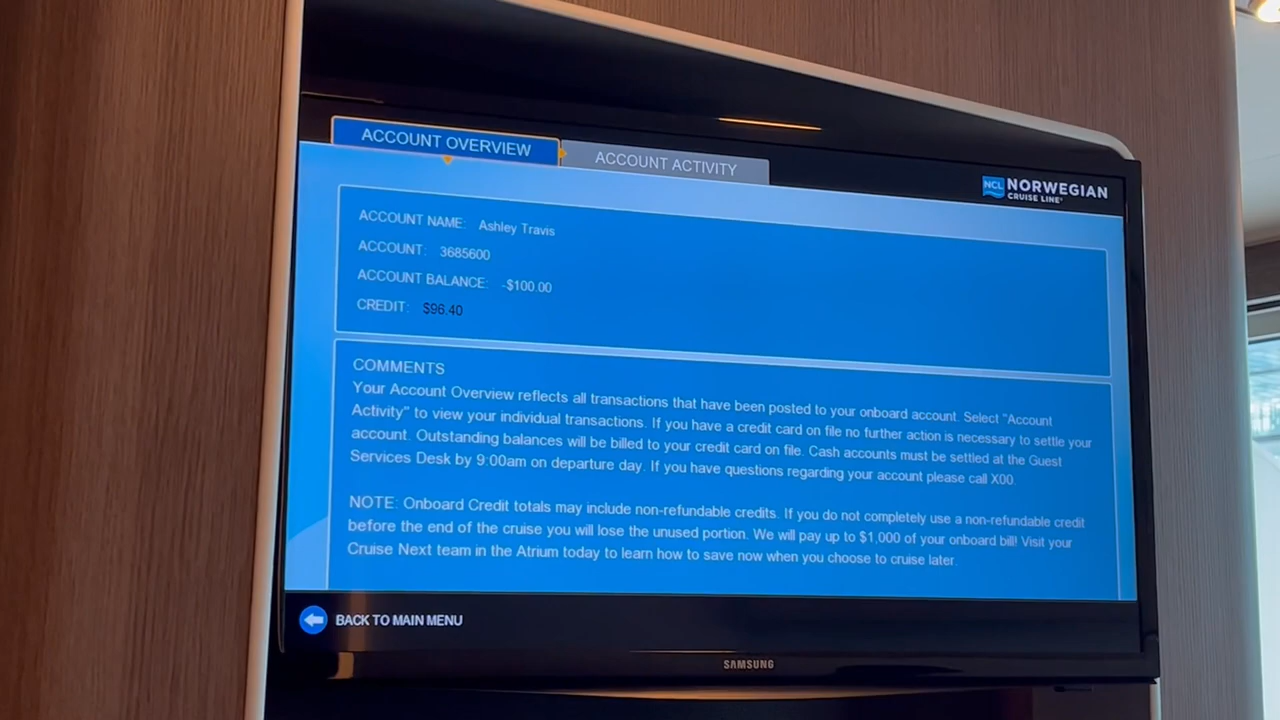 ACCOUNT OVERVIEW
ACCOUNT ACTIVITY
NCL NORWEGIAN
CRUISE LINE®
ACCOUNT NAME: Ashley Travis
ACCOUNT: 3685600
ACCOUNT BALANCE: -$100.00
CREDIT: $96.40
COMMENTS
Your Account Overview reflects all transactions that have been posted to your onboard account. Select "Account
Activity" to view your individual transactions. If you have a credit card on file no further action is necessary to settle your
account. Outstanding balances will be billed to your credit card on file. Cash accounts must be settled at the Guest
Services Desk by 9:00am on departure day. If you have questions regarding your account please call X00.
NOTE: Onboard Credit totals may include non-refundable credits. If you do not completely use a non-refundable credit
before the end of the cruise you will lose the unused portion. We will pay up to $1,000 of your onboard bill! Visit your
Cruise Next team in the Atrium today to learn how to save now when you choose to cruise later.
BACK TO MAIN MENU
SAMSUNG